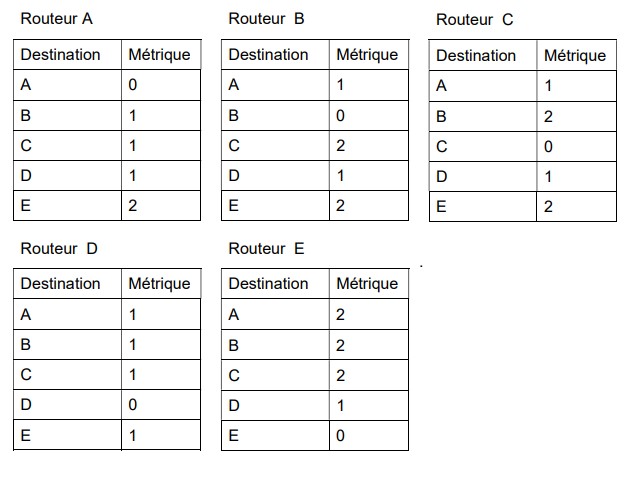 Routeur A
Destination Métrique
A 0
B 1
C 1
D 1
E 2
Routeur B
Destination Métrique
A 1
B 0
C 2
D 1
E 2
Routeur C
Destination Métrique
A 1
B 2
C 0
D 1
E 2
Routeur D
Destination Métrique
A 1
B 1
C 1
D 0
E 1
Routeur E
Destination Métrique
A 2
B 2
C 2
D 1
E 0
.